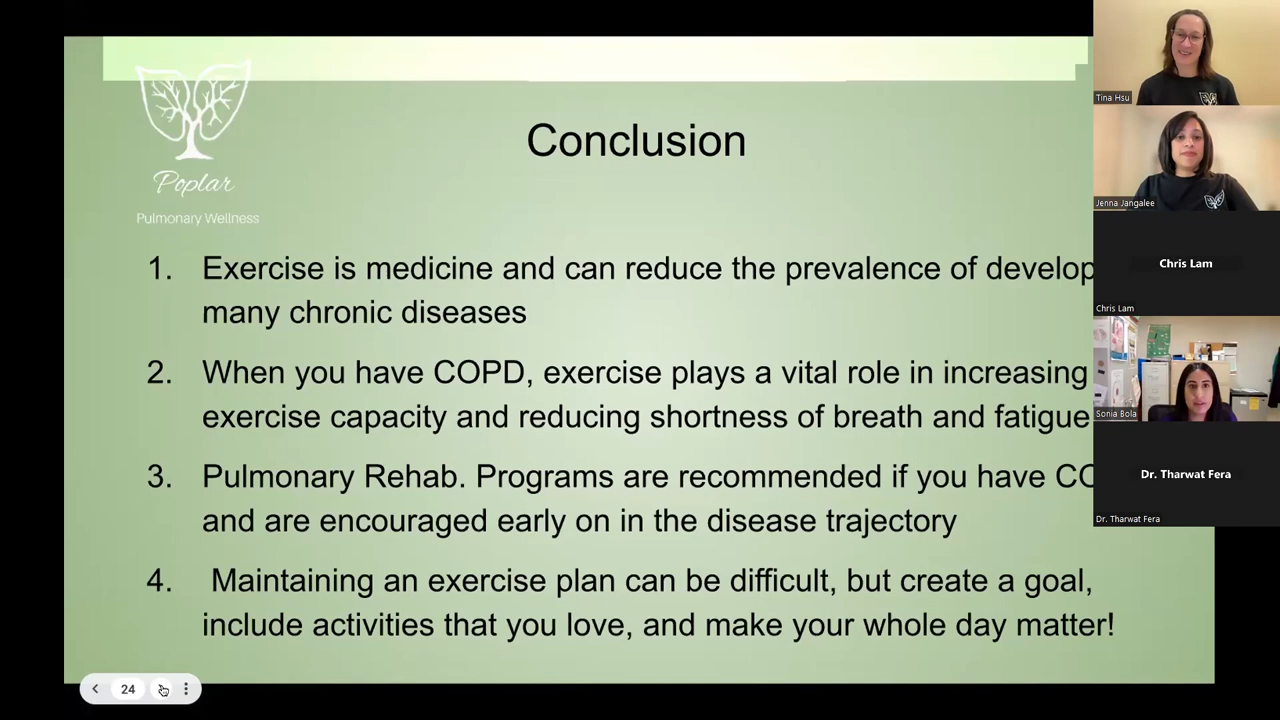 Poplar
Pulmonary Wellness
Conclusion
1. Exercise is medicine and can reduce the prevalence of develop
many chronic diseases
2. When you have COPD, exercise plays a vital role in increasing
exercise capacity and reducing shortness of breath and fatigue
3. Pulmonary Rehab. Programs are recommended if you have CO
and are encouraged early on in the disease trajectory
4. Maintaining an exercise plan can be difficult, but create a goal,
include activities that you love, and make your whole day matter!
24
Tina Hsu
Jenna Jangalee
Chris Lam
Chris Lam
Sonia Bola
Dr. Tharwat Fera
Dr. Tharwat Fera